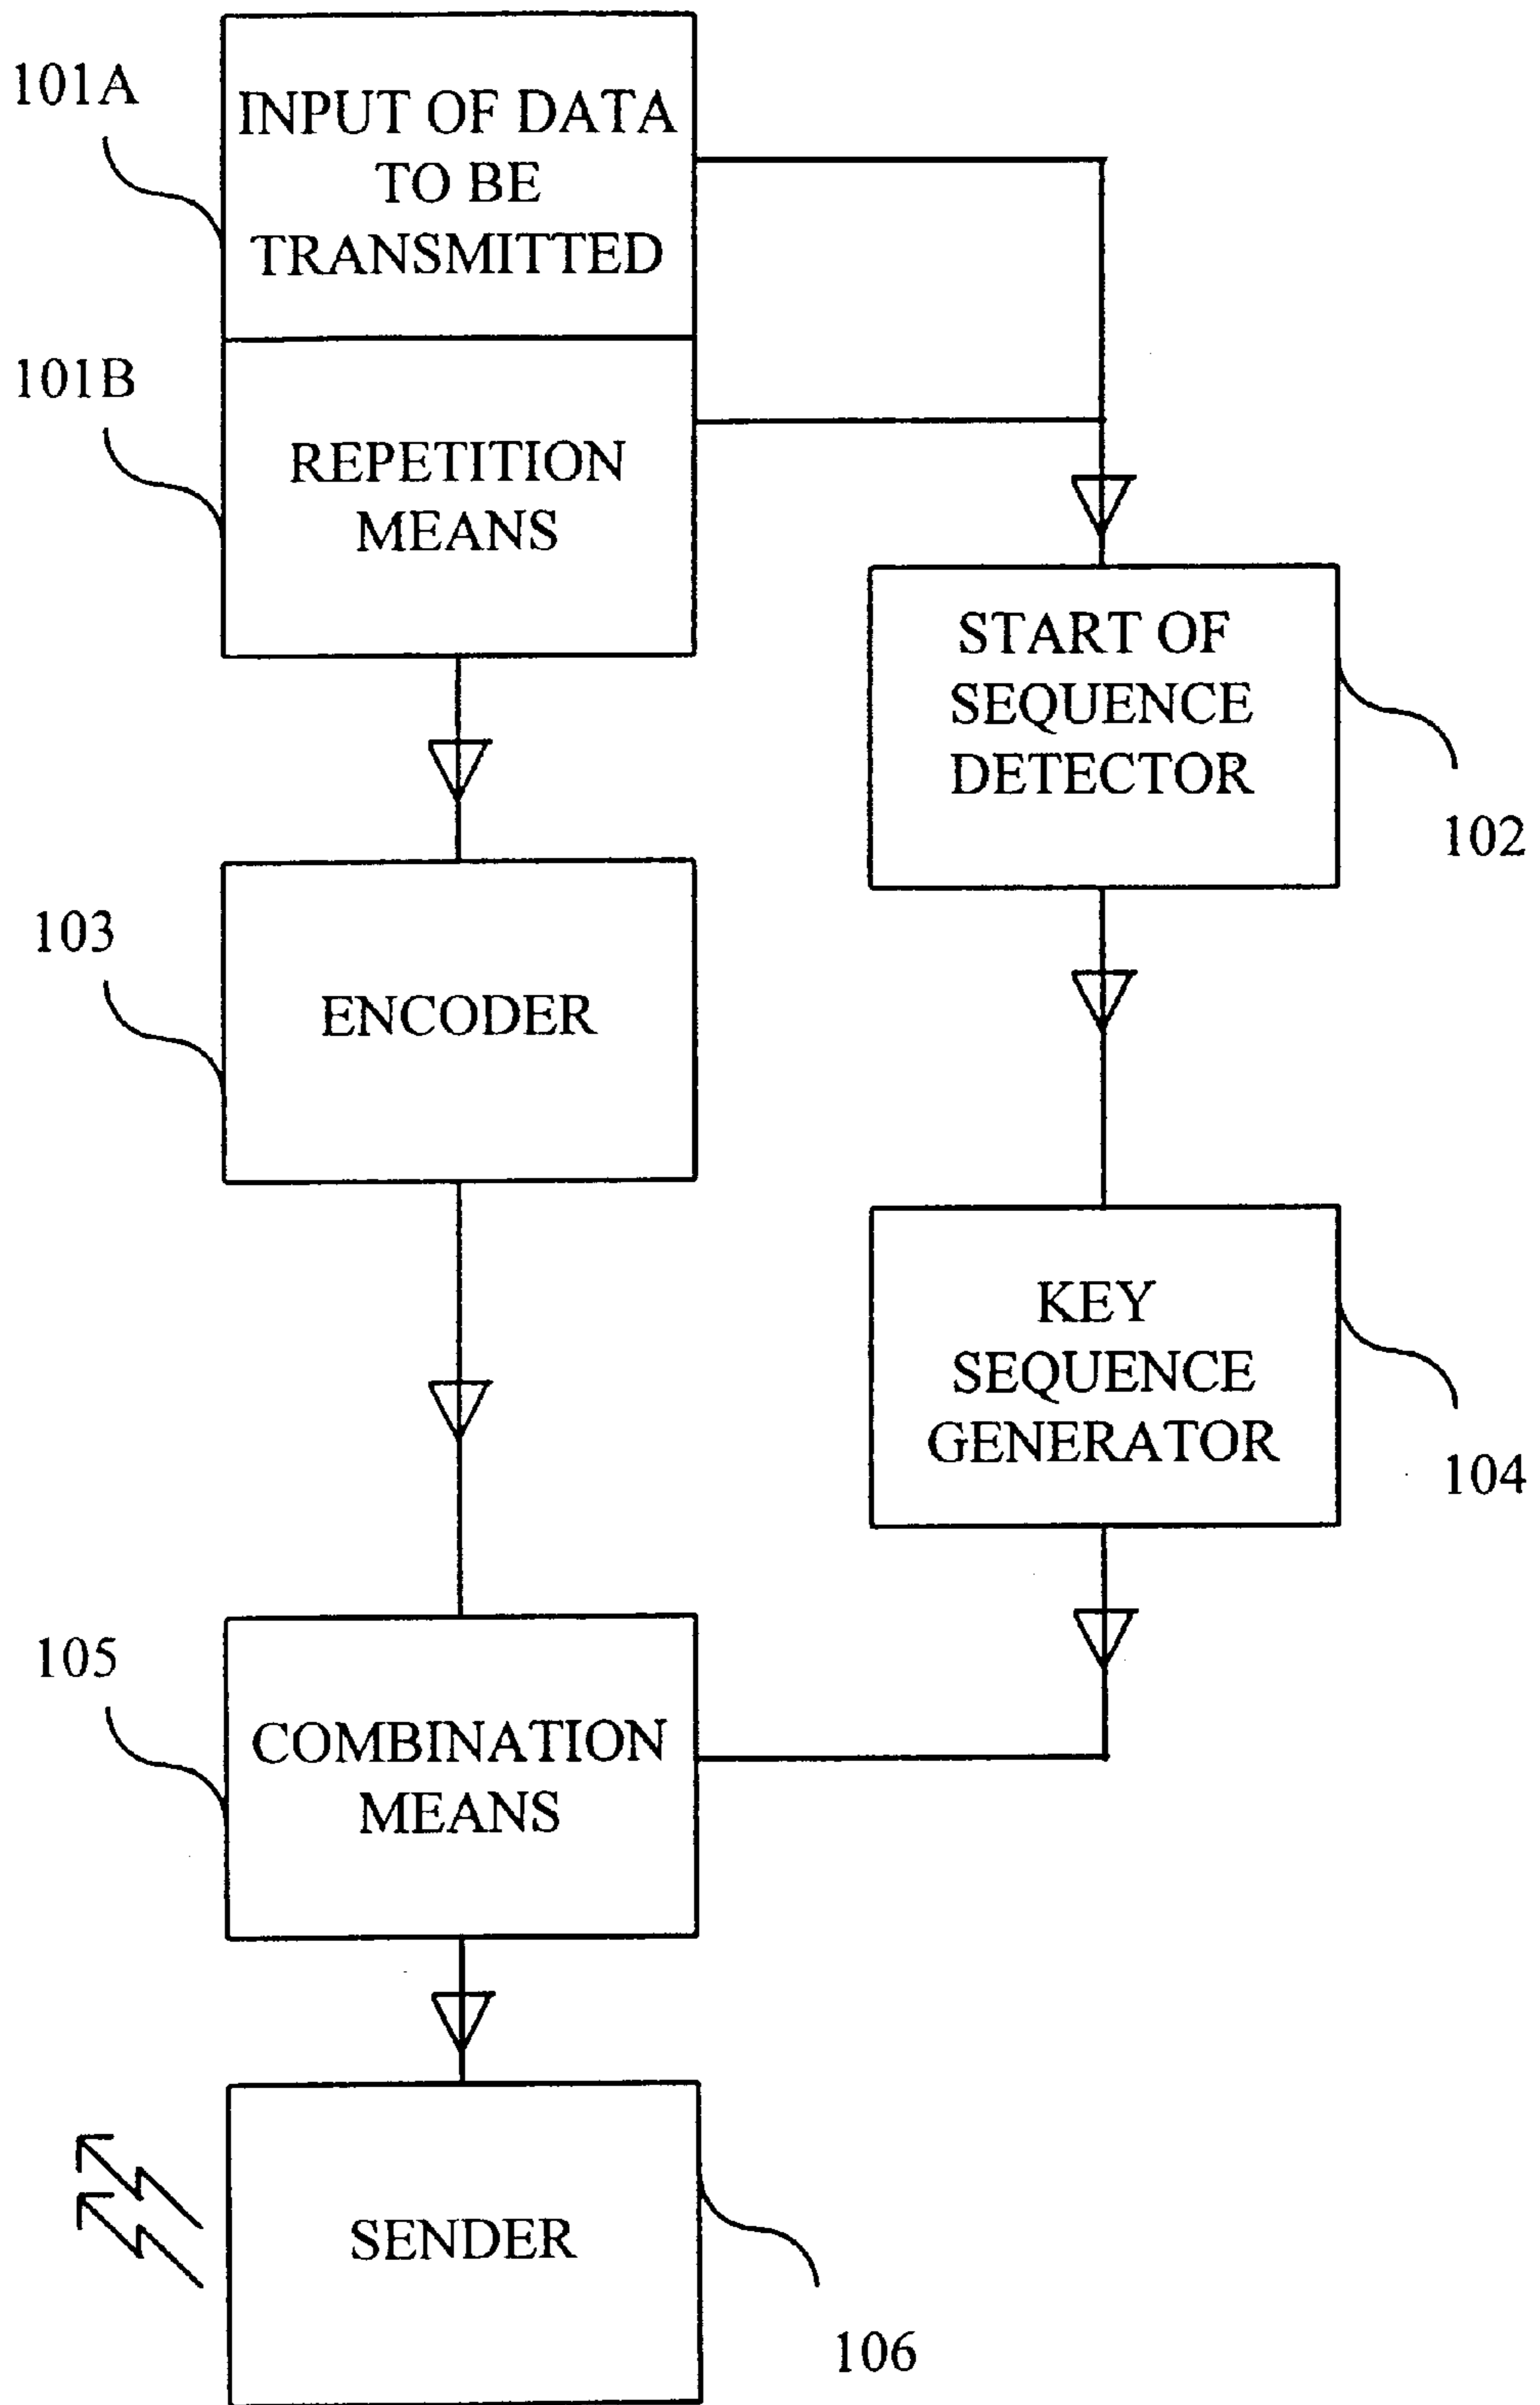 101A
INPUT OF DATA
TO BE
TRANSMITTED
101B
REPETITION
MEANS
START OF
SEQUENCE
DETECTOR
102
103
ENCODER
KEY
SEQUENCE
GENERATOR
104
105
COMBINATION
MEANS
SENDER
106